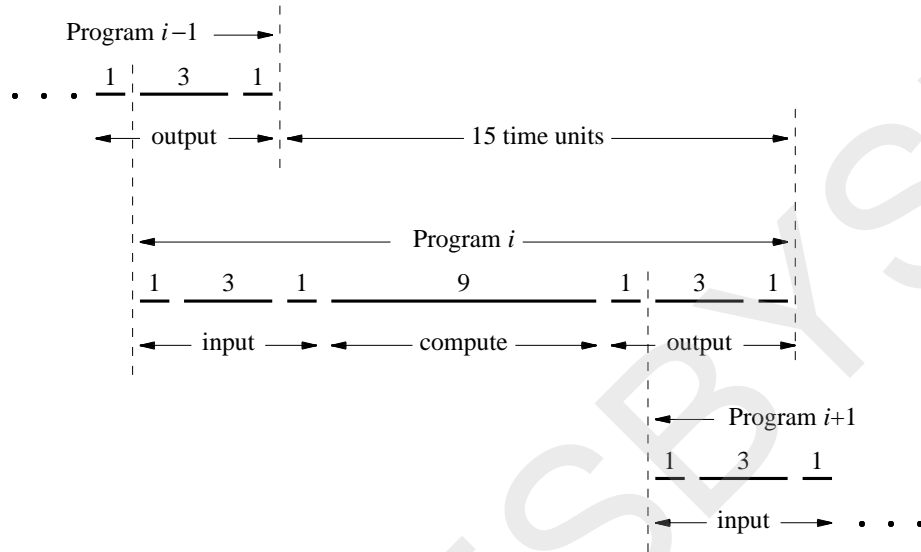 Program i−1
1 3 1
. . .
output
15 time units
Program i
1 3 1 9 1 3 1
input compute output
Program i+1
1 3 1
input . . .
SBYS